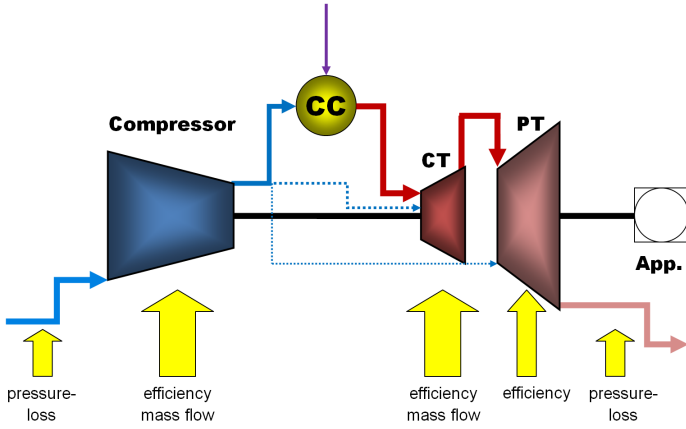 CC
Compressor
PT
CT
App.
pressure-
loss
efficiency
mass flow
efficiency
mass flow
efficiency
pressure-
loss